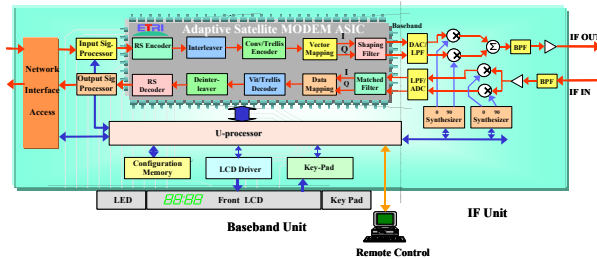 ETRI Adaptive Satellite MODEM ASIC
Baseband
Input Sig.
Processor
RS Encoder
Interleaver
Conv/Trellis
Encoder
Vector
Mapping
I
Q
Shaping
Filter
DAC/
LPF
Σ
BPF
IF OUT
Network
Interface
Access
Output Sig
Processor
RS
Decoder
Deinter-
leaver
Vit/Trellis
Decoder
Data
Mapping
I
Q
Matched
Filter
LPF/
ADC
BPF
IF IN
0 90
Synthesizer
0 90
Synthesizer
U-processor
Configuration
Memory
LCD Driver
Key-Pad
LED
88:88
Front LCD
Key Pad
Baseband Unit
IF Unit
Remote Control